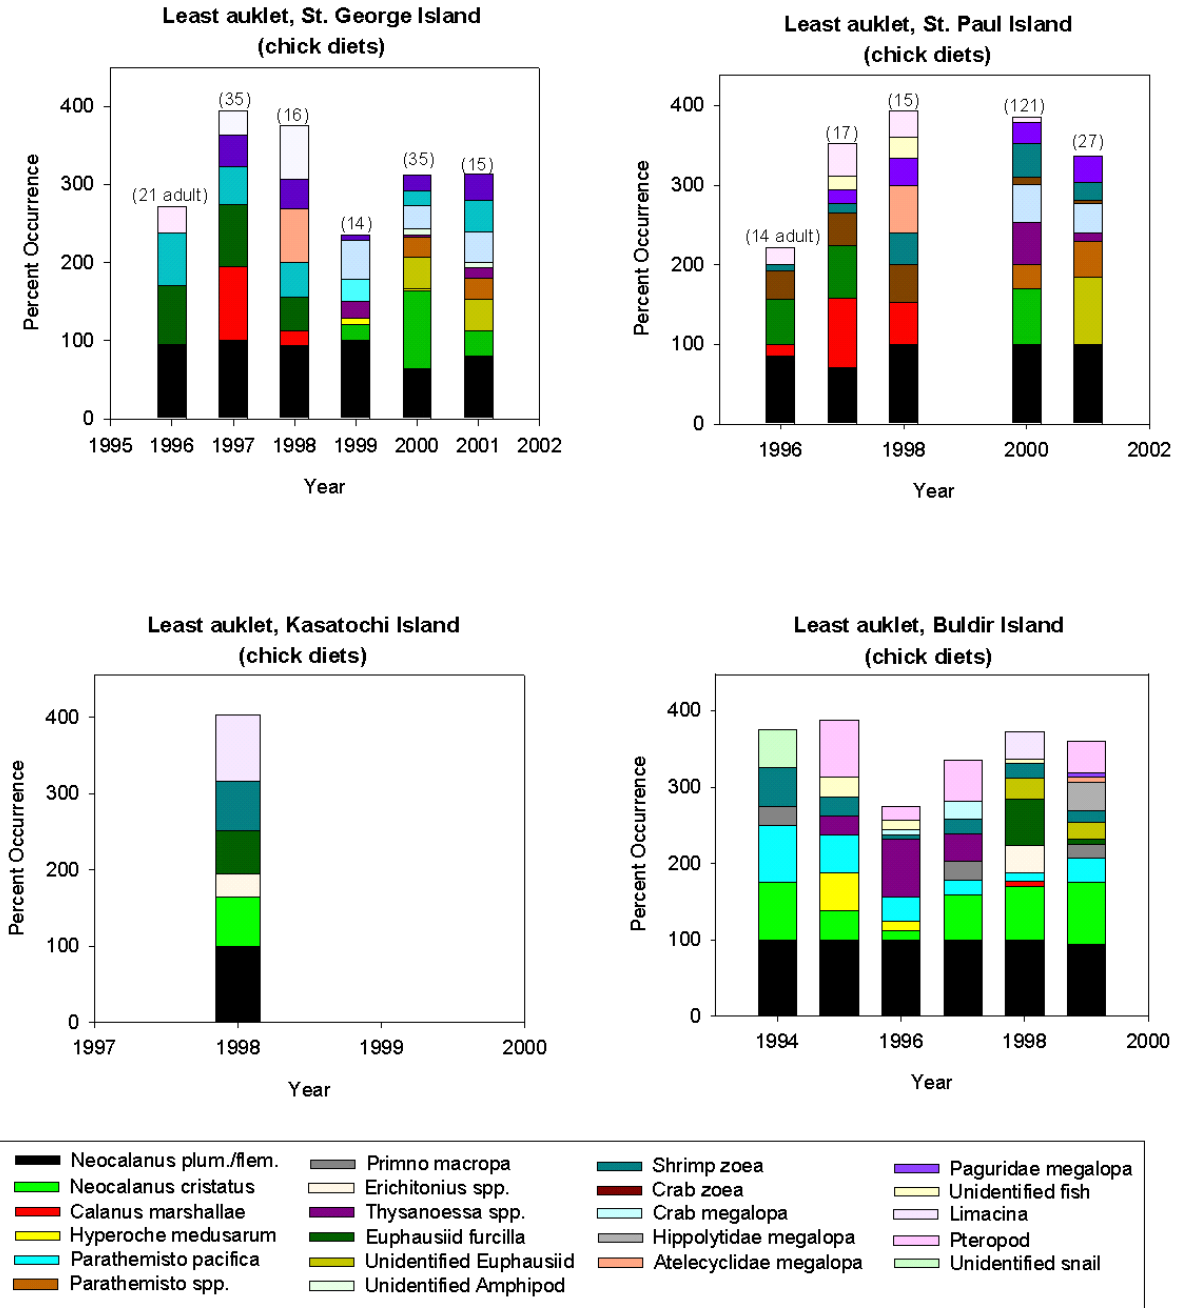 Least auklet, St. George Island
(chick diets)
Percent Occurrence
400
300
200
100
0
(21 adult)
(35)
(16)
(14)
(35)
(15)
1995 1996 1997 1998 1999 2000 2001 2002
Year
Least auklet, St. Paul Island
(chick diets)
Percent Occurrence
400
300
200
100
0
(14 adult)
(17)
(15)
(121)
(27)
1996 1998 2000 2002
Year
Least auklet, Kasatochi Island
(chick diets)
Percent Occurrence
400
300
200
100
0
1997 1998 1999 2000
Year
Least auklet, Buldir Island
(chick diets)
Percent Occurrence
400
300
200
100
0
1994 1996 1998 2000
Year
Neocalanus plum./flem.
Neocalanus cristatus
Calanus marshallae
Hyperoche medusarum
Parathemisto pacifica
Parathemisto spp.
Primno macropa
Erichitonius spp.
Thysanoessa spp.
Euphausiid furcilla
Unidentified Euphausiid
Unidentified Amphipod
Shrimp zoea
Crab zoea
Crab megalopa
Hippolytidae megalopa
Atelecyclidae megalopa
Paguridae megalopa
Unidentified fish
Limacina
Pteropod
Unidentified snail